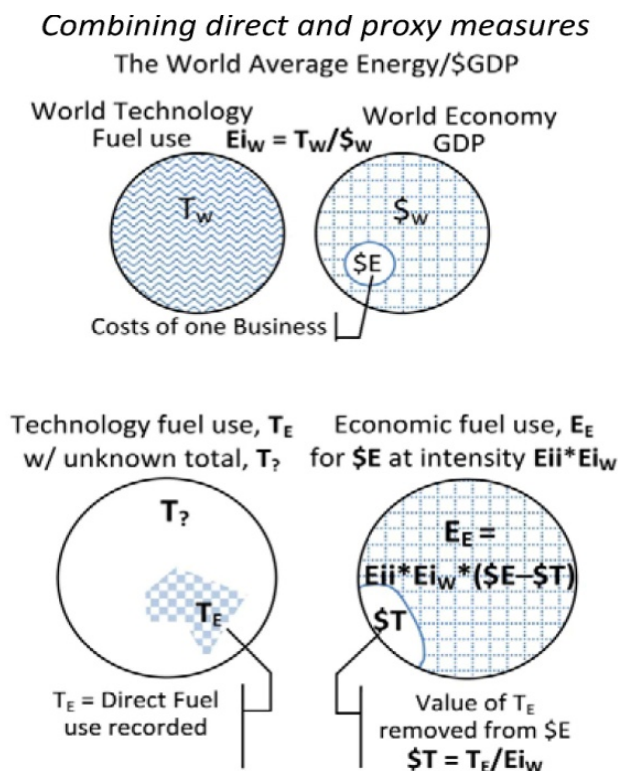 Combining direct and proxy measures
The World Average Energy/$GDP
World Technology
Fuel use
Eiw = Tw/$w
World Economy
GDP
Tw
$w
$E
Costs of one Business
Technology fuel use, TE
w/ unknown total, T?
Economic fuel use, EE
for $E at intensity Eii*Eiw
T?
TE
EE =
Eii*Eiw*($E–$T)
$T
TE = Direct Fuel
use recorded
Value of TE
removed from $E
$T = TE/Eiw